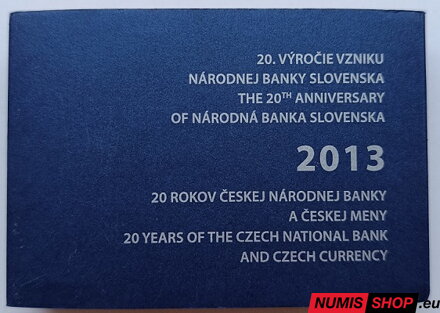 20. VÝROČIE VZNIKU
NÁRODNEJ BANKY SLOVENSKA
THE 20TH ANNIVERSARY
OF NÁRODNÁ BANKA SLOVENSKA
2013
20 ROKOV ČESKEJ NÁRODNEJ BANKY
A ČESKEJ MENY
20 YEARS OF THE CZECH NATIONAL BANK
AND CZECH CURRENCY
NUMIS SHOP.eu